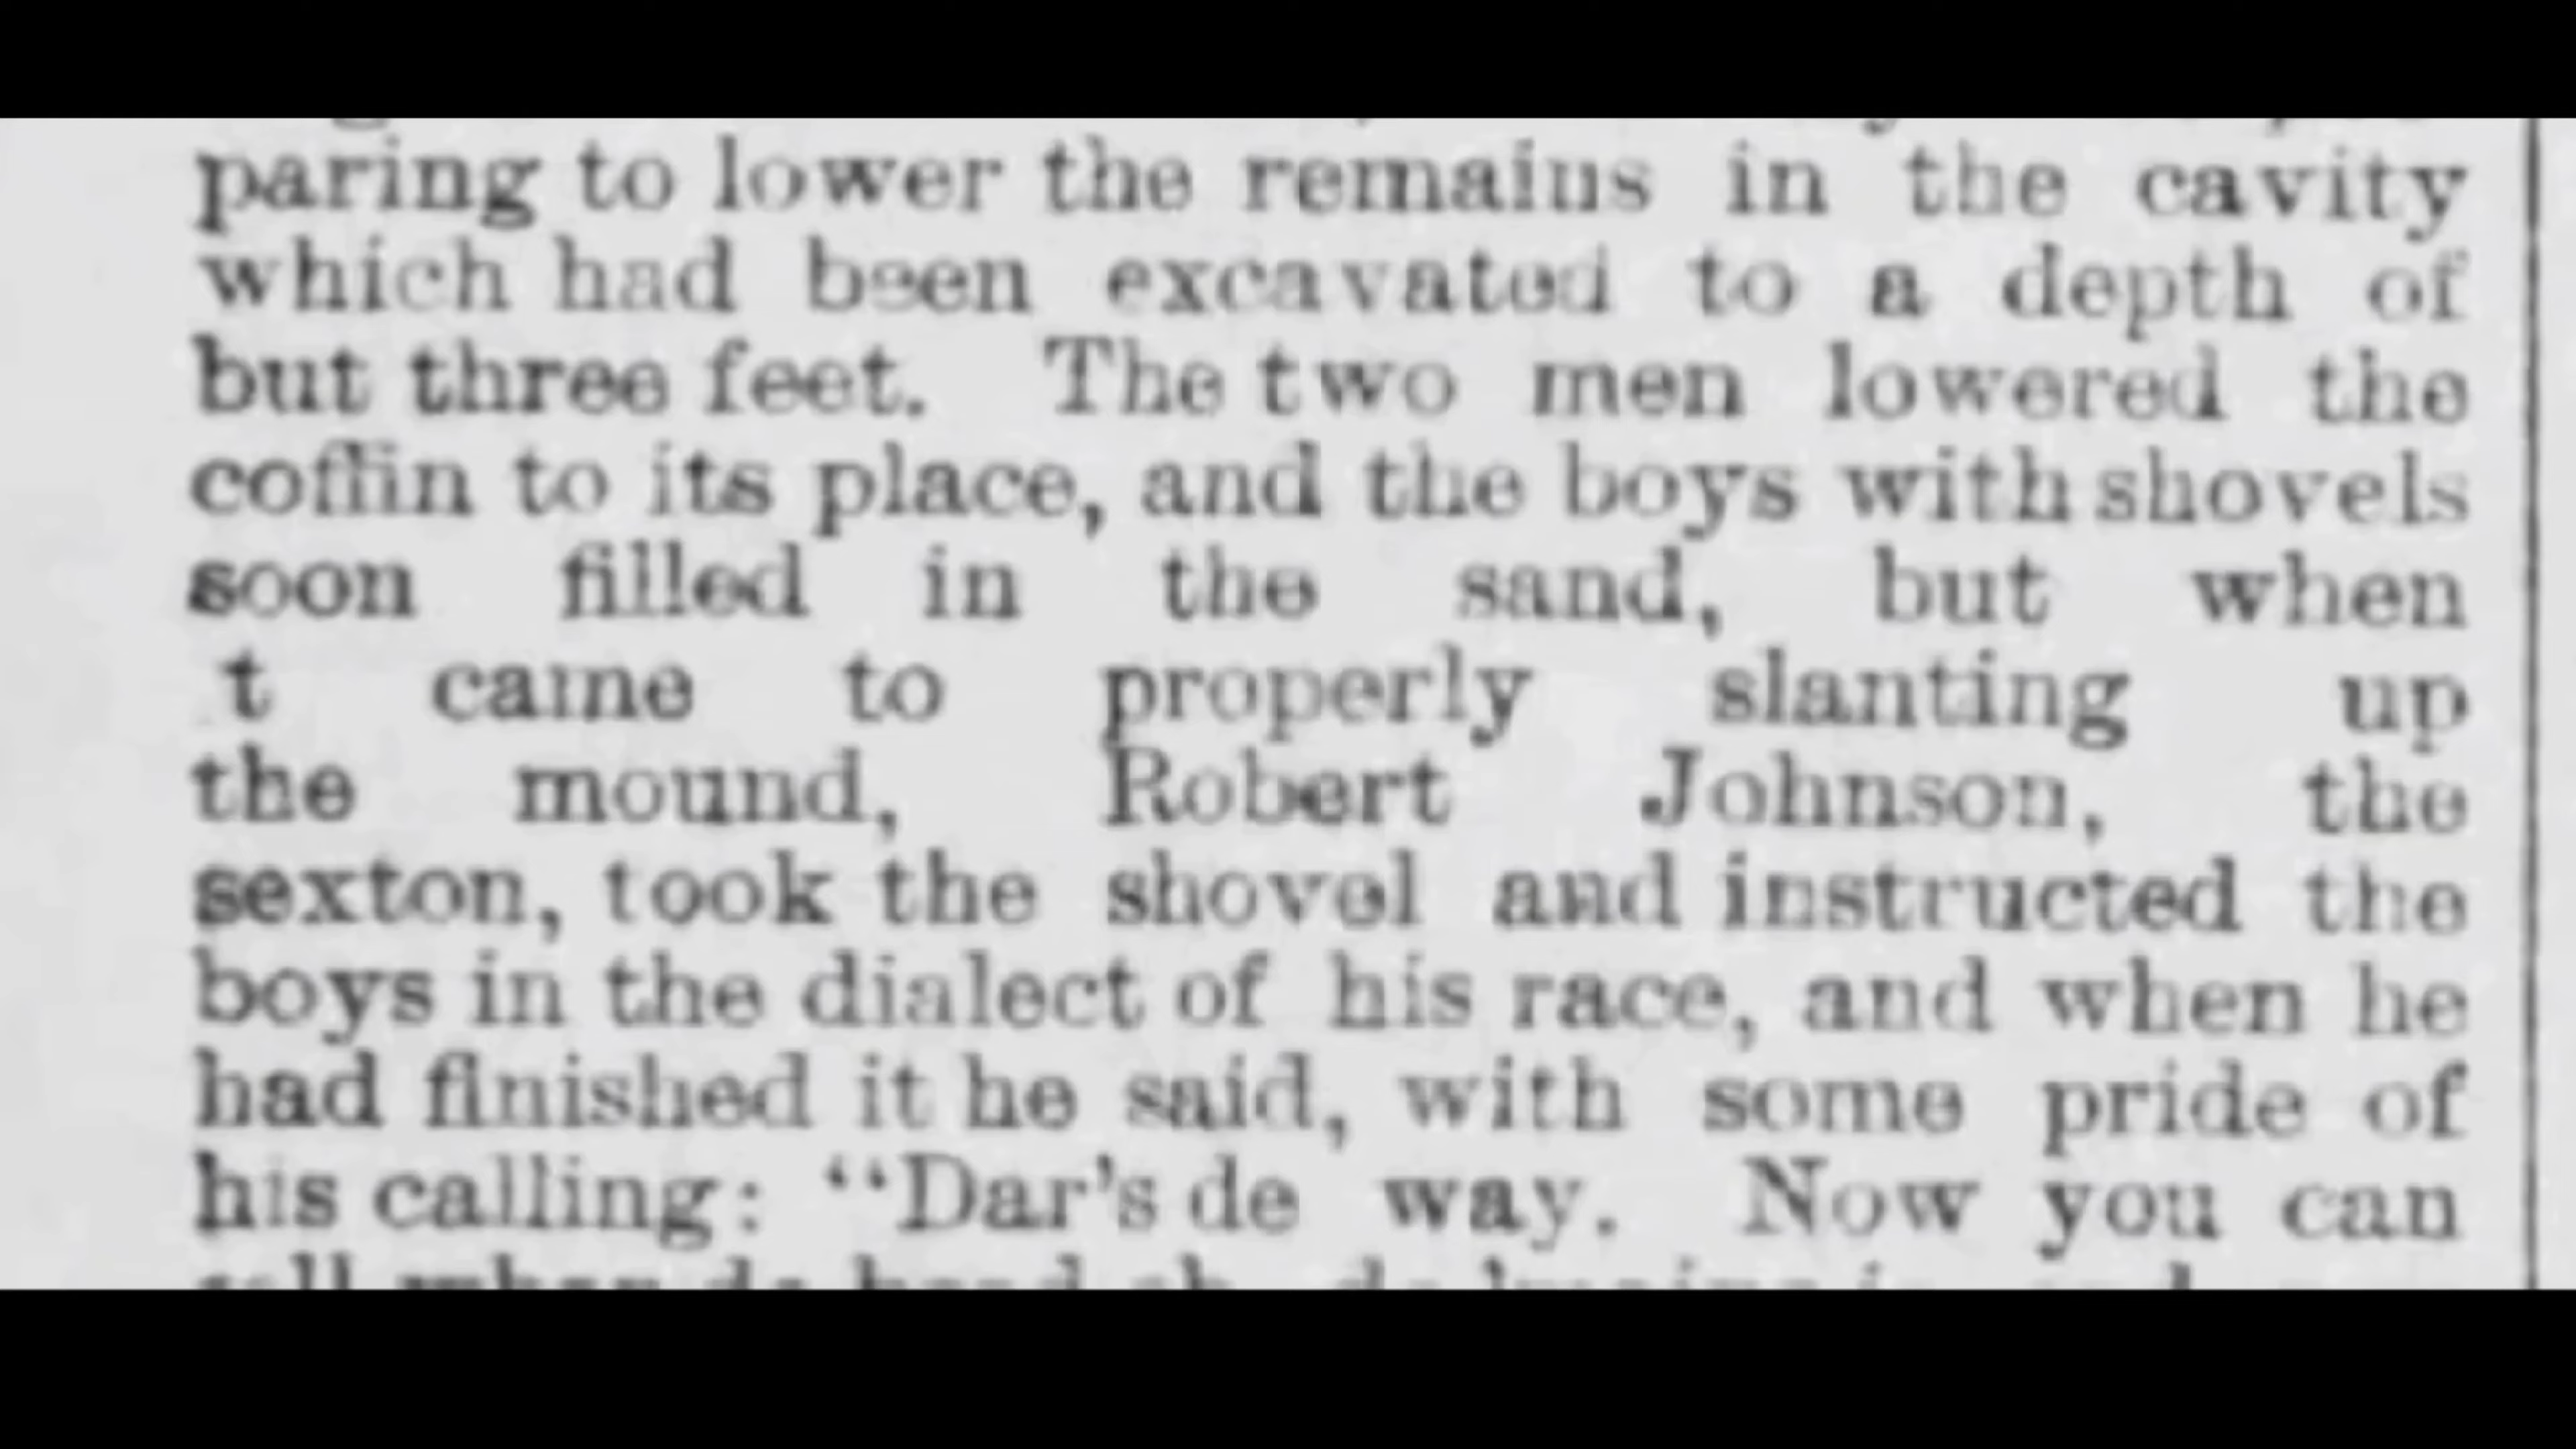 paring to lower the remains in the cavity
which had been excavated to a depth of
but three feet. The two men lowered the
coffin to its place, and the boys with shovels
soon filled in the sand, but when
t came to properly slanting up
the mound, Robert Johnson, the
sexton, took the shovel and instructed the
boys in the dialect of his race, and when he
had finished it he said, with some pride of
his calling: "Dar's de way. Now you can